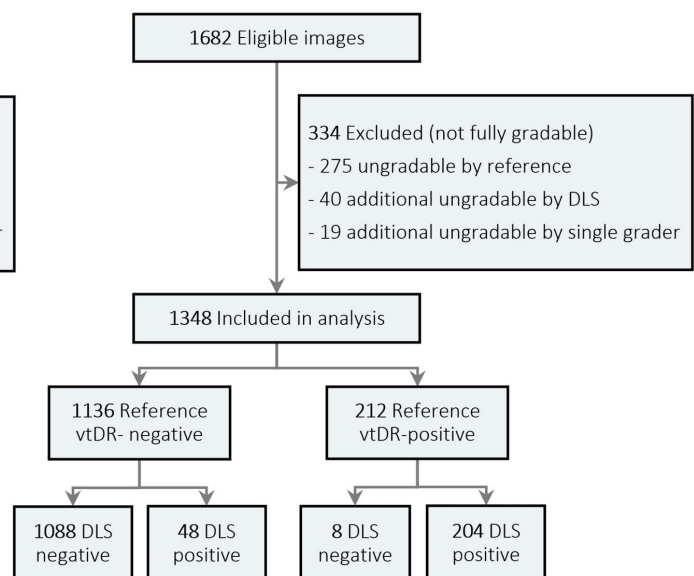 1682 Eligible images
334 Excluded (not fully gradable)
- 275 ungradable by reference
- 40 additional ungradable by DLS
- 19 additional ungradable by single grader
1348 Included in analysis
1136 Reference
vtDR- negative
212 Reference
vtDR-positive
1088 DLS
negative
48 DLS
positive
8 DLS
negative
204 DLS
positive